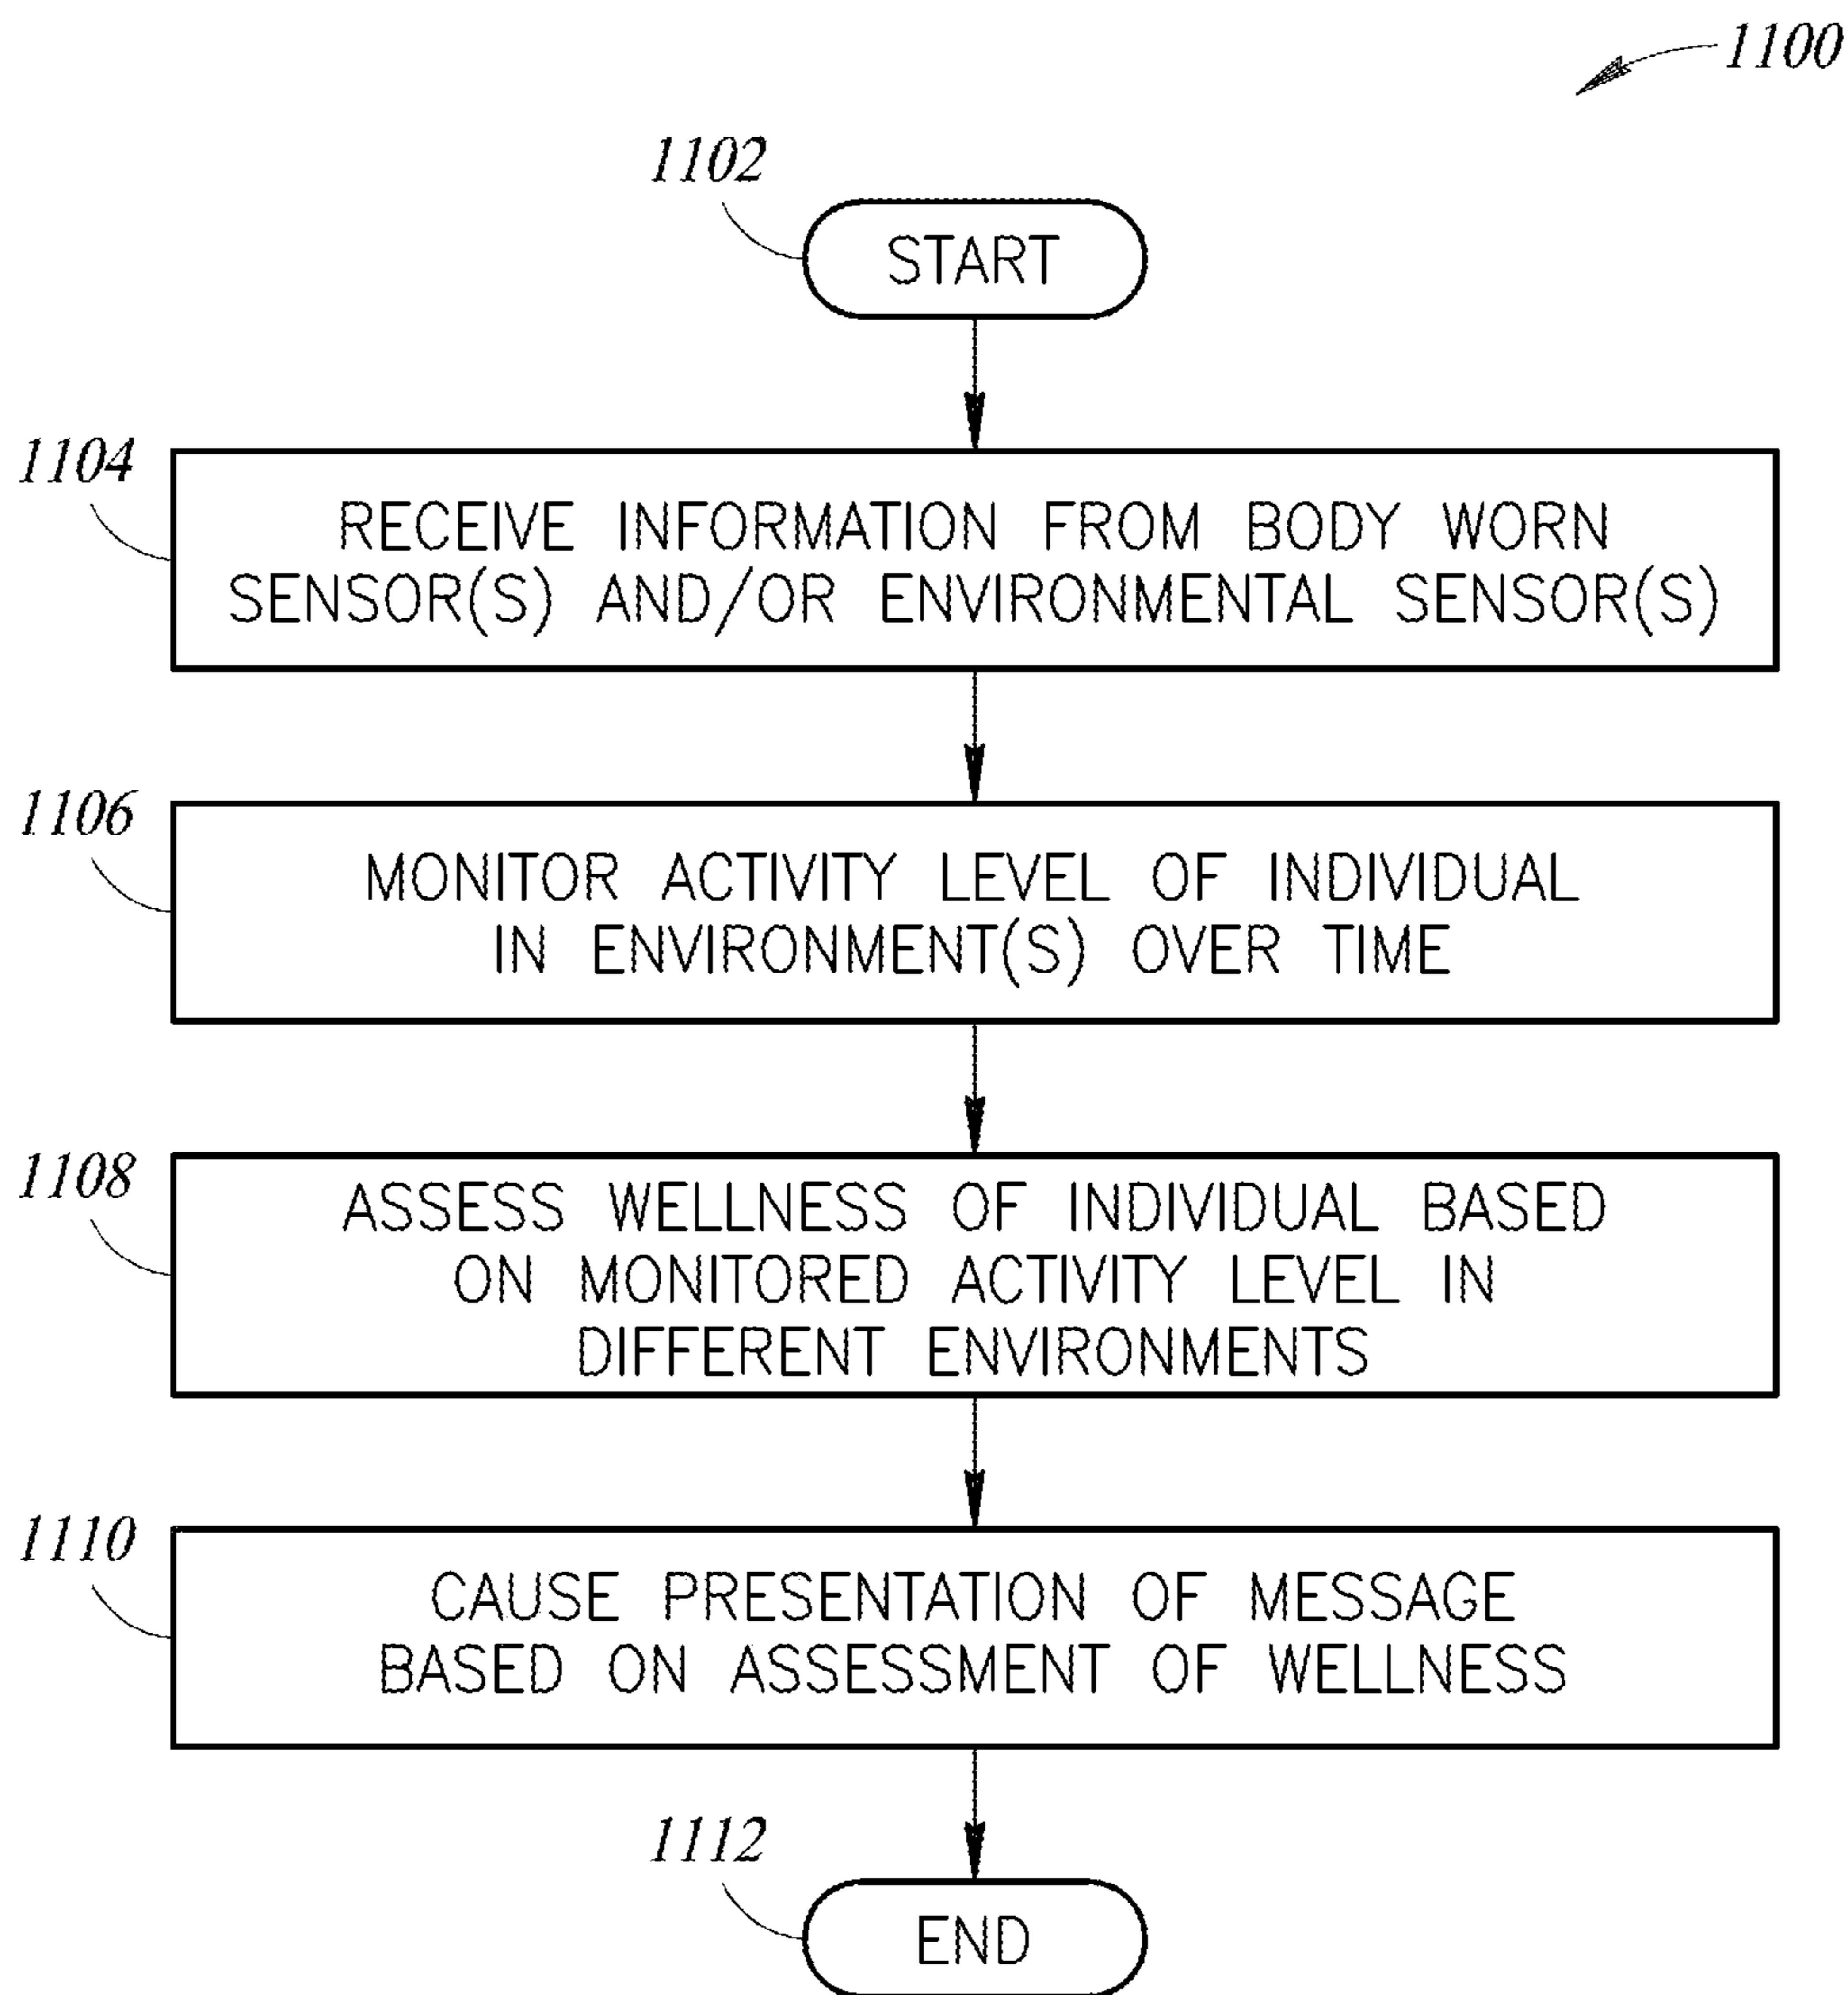 1100
1102
START
1104
RECEIVE INFORMATION FROM BODY WORN
SENSOR(S) AND/OR ENVIRONMENTAL SENSOR(S)
1106
MONITOR ACTIVITY LEVEL OF INDIVIDUAL
IN ENVIRONMENT(S) OVER TIME
1108
ASSESS WELLNESS OF INDIVIDUAL BASED
ON MONITORED ACTIVITY LEVEL IN
DIFFERENT ENVIRONMENTS
1110
CAUSE PRESENTATION OF MESSAGE
BASED ON ASSESSMENT OF WELLNESS
1112
END